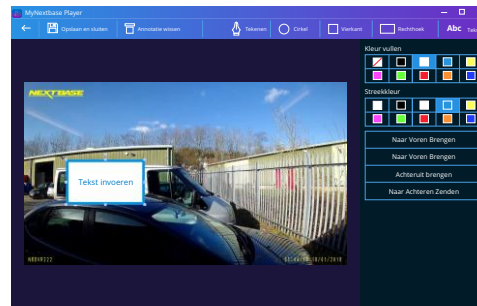 MyNextbase Player
Opslaan en sluiten
Annotatie wissen
Tekenen
Cirkel
Vierkant
Rechthoek
Abc
Kleur vullen
Streekkleur
Naar Voren Brengen
Naar Voren Brengen
Achteruit brengen
Naar Achteren Zenden
NEXTBASE
Tekst invoeren